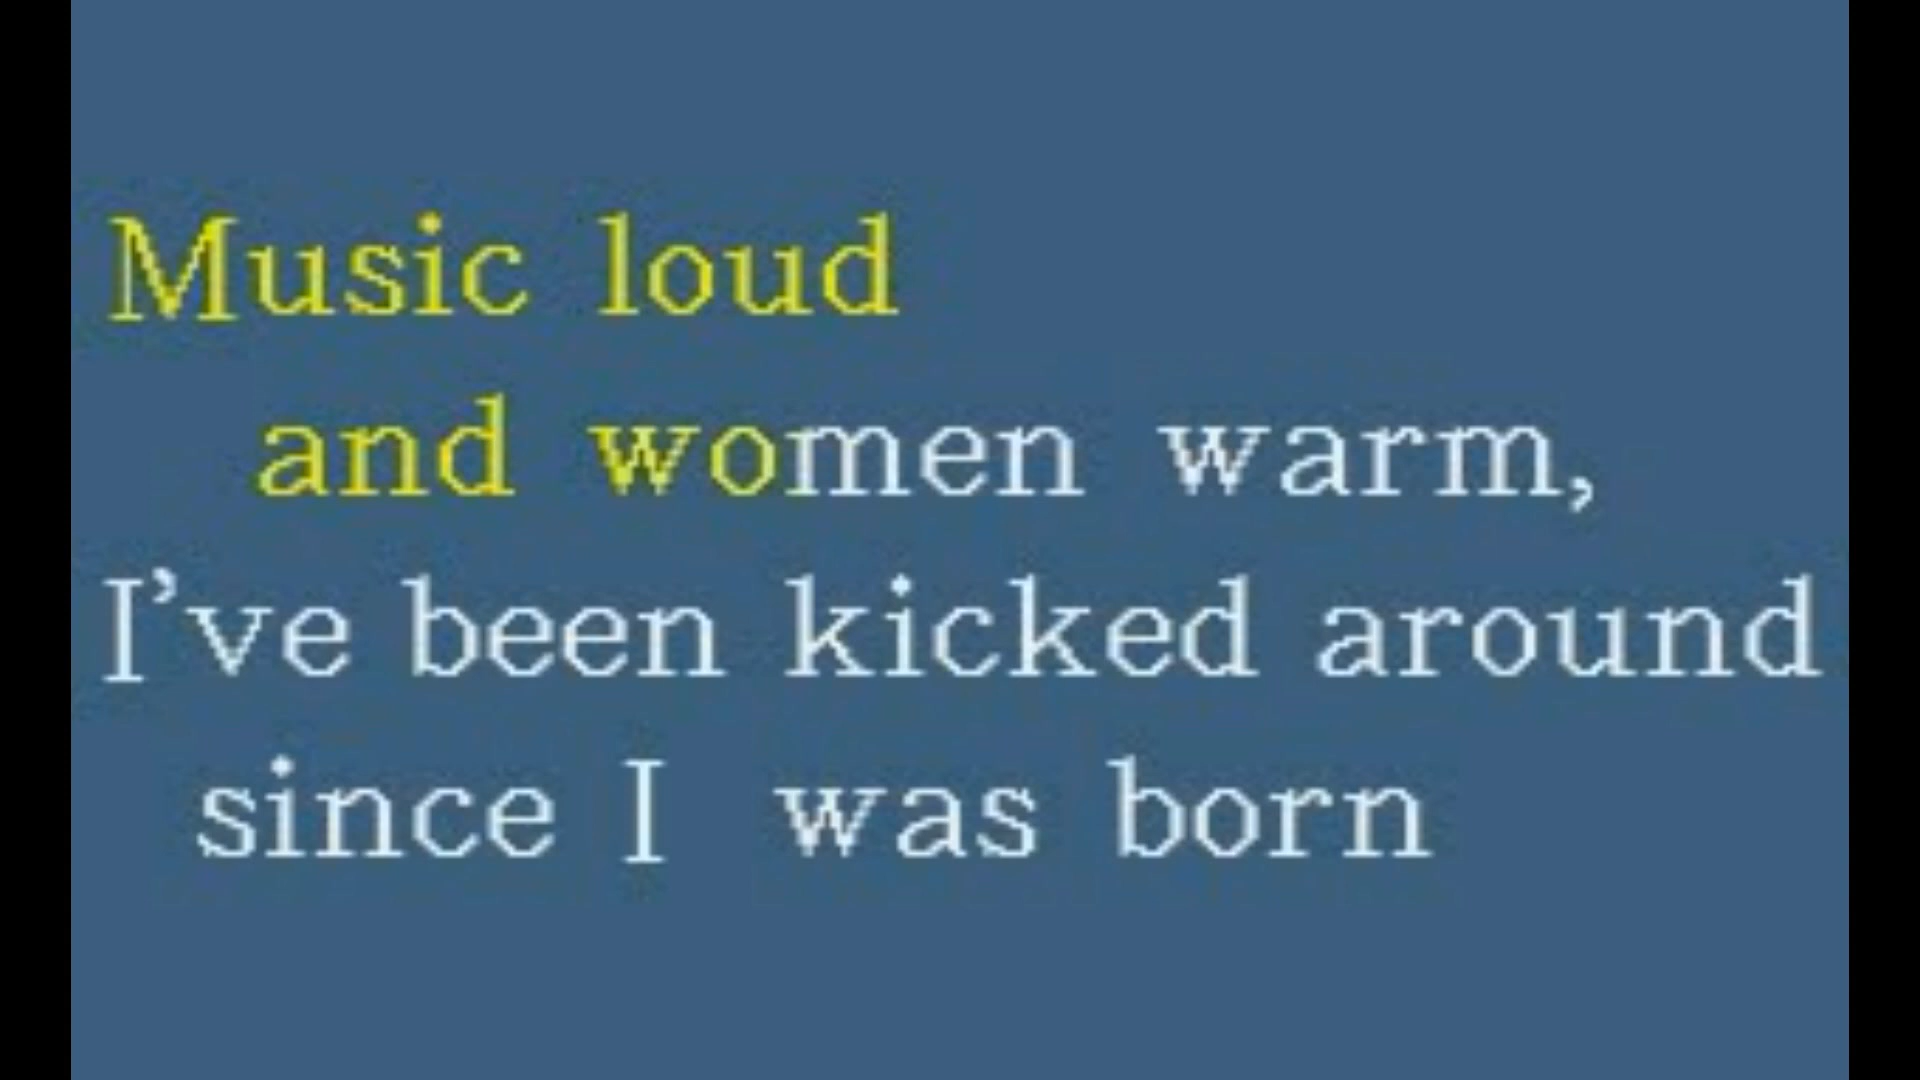 Music loud
and women warm,
I've been kicked around
since I was born